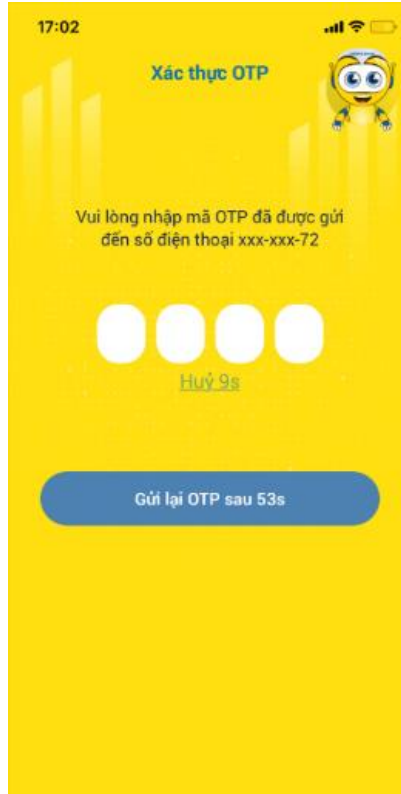 17:02
Xác thực OTP
Vui lòng nhập mã OTP đã được gửi
đến số điện thoại xxx-xxx-72
Huỷ 9s
Gửi lại OTP sau 53s